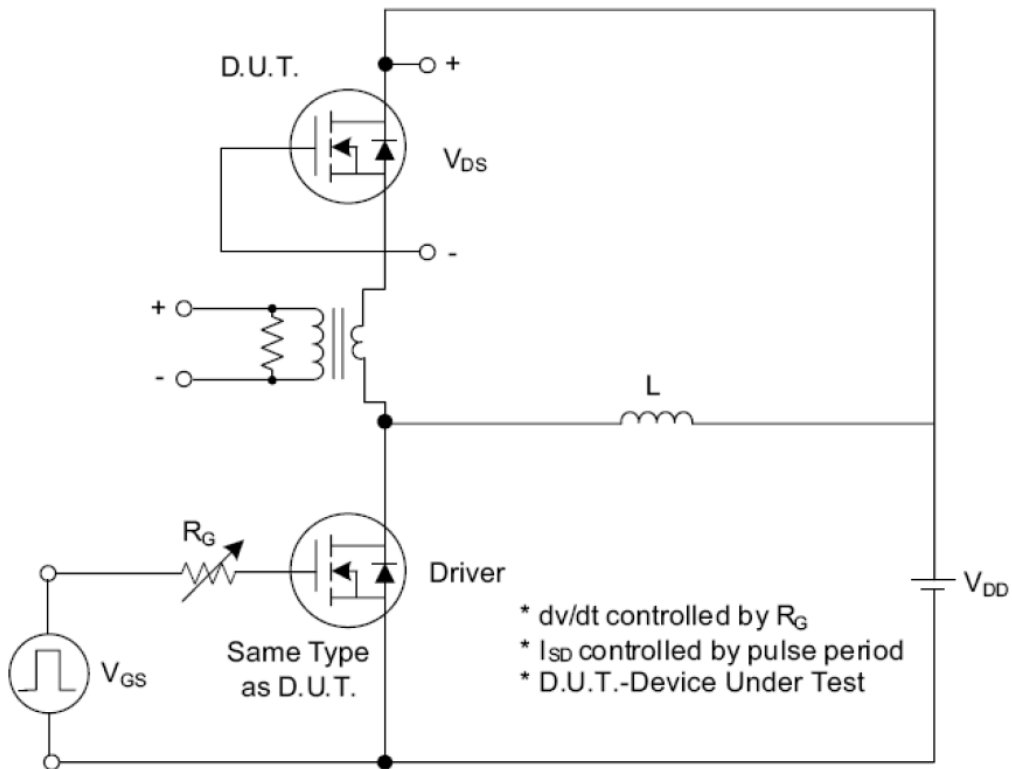 D.U.T.
+
V_DS
-
+
-
L
R_G
Driver
V_DD
V_GS
Same Type
as D.U.T.
* dv/dt controlled by R_G
* I_SD controlled by pulse period
* D.U.T.-Device Under Test